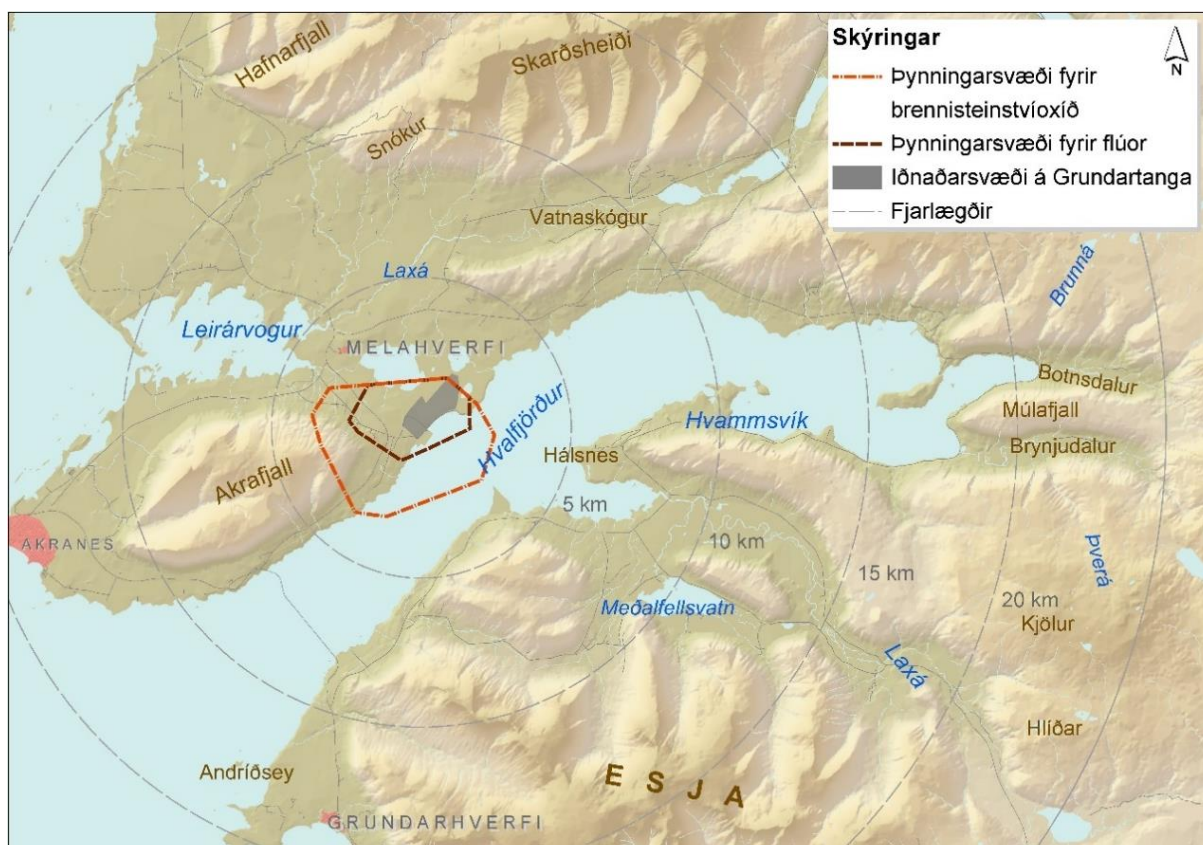 Skýringar
Þynningarsvæði fyrir
brennisteinstvíoxíð
Þynningarsvæði fyrir flúor
Iðnaðarsvæði á Grundartanga
Fjarlægðir
N
Hafnarfjall
Skarðsheiði
Snókur
Vatnaskógur
Brunná
Laxá
Leirárvogur
MELAHVERFI
Botnsdalur
Múlafjall
Hvalfjörður
Hvammsvík
Brynjudalur
Hálsnes
Akrafjall
5 km
AKRANES
10 km
Þverá
15 km
20 km
Meðalfellsvatn
Kjölur
Laxá
Hlíðar
Andríðsey
ESJA
GRUNDARHVERFI